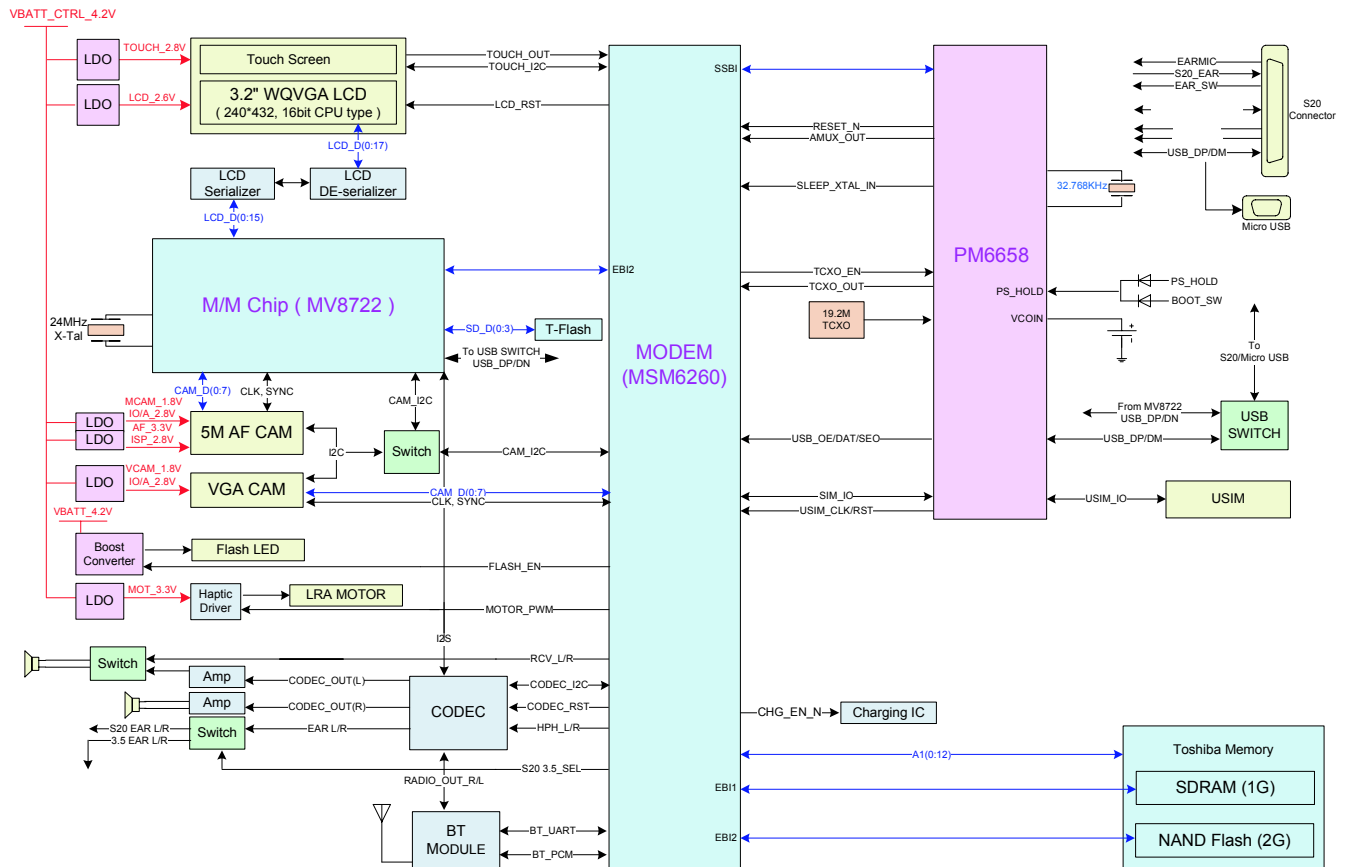 VBATT_CTRL_4.2V
LDO
TOUCH_2.8V
Touch Screen
TOUCH_OUT
TOUCH_I2C
LDO
LCD_2.6V
3.2" WQVGA LCD
( 240*432, 16bit CPU type )
LCD_RST
LCD_D(0:17)
LCD
Serializer
LCD
DE-serializer
LCD_D(0:15)
M/M Chip ( MV8722 )
24MHz
X-Tal
EBI2
SD_D(0:3)
T-Flash
To USB SWITCH
USB_DP/DN
CAM_D(0:7)
CLK, SYNC
CAM_I2C
MCAM_1.8V
IO/A_2.8V
AF_3.3V
ISP_2.8V
LDO
LDO
5M AF CAM
I2C
Switch
CAM_I2C
LDO
VCAM_1.8V
IO/A_2.8V
VGA CAM
CAM_D(0:7)
CLK, SYNC
VBATT_4.2V
Boost
Converter
Flash LED
FLASH_EN
LDO
MOT_3.3V
Haptic
Driver
LRA MOTOR
MOTOR_PWM
I2S
Switch
RCV_L/R
Amp
CODEC_OUT(L)
Amp
CODEC_OUT(R)
CODEC
CODEC_I2C
CODEC_RST
HPH_L/R
S20 EAR L/R
3.5 EAR L/R
Switch
EAR L/R
S20 3.5_SEL
RADIO_OUT_R/L
BT
MODULE
BT_UART
BT_PCM
MODEM
(MSM6260)
SSBI
RESET_N
AMUX_OUT
SLEEP_XTAL_IN
TCXO_EN
TCXO_OUT
19.2M
TCXO
USB_OE/DAT/SEO
SIM_IO
USIM_CLK/RST
PM6658
32.768KHz
PS_HOLD
VCOIN
PS_HOLD
BOOT_SW
EARMIC
S20_EAR
EAR_SW
USB_DP/DM
S20
Connector
Micro USB
To
S20/Micro USB
From MV8722
USB_DP/DN
USB_DP/DM
USB
SWITCH
USIM_IO
USIM
CHG_EN_N
Charging IC
A1(0:12)
EBI1
EBI2
Toshiba Memory
SDRAM (1G)
NAND Flash (2G)